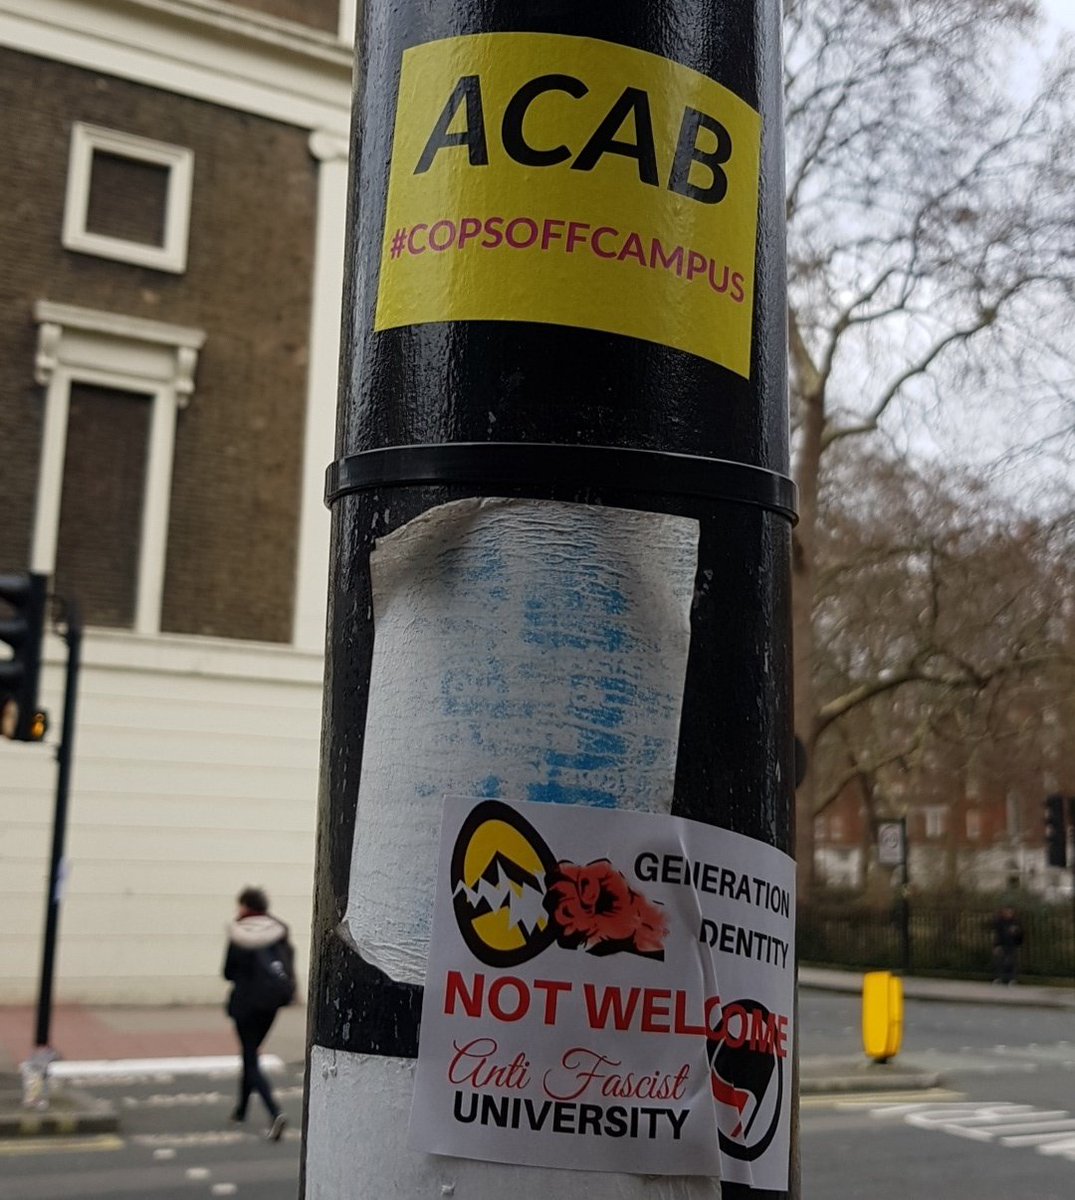 ACAB
#COPSOFFCAMPUS
GENERATION
DENTITY
NOT WELCOME
Anti Fascist
UNIVERSITY